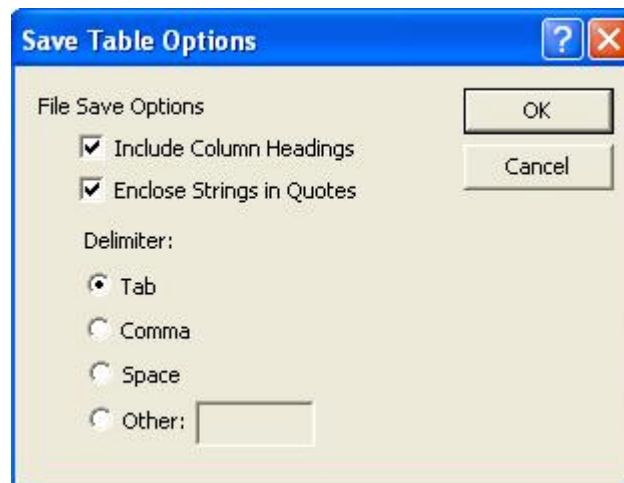 Save Table Options
File Save Options
OK
Include Column Headings
Cancel
Enclose Strings in Quotes
Delimiter:
Tab
Comma
Space
Other: